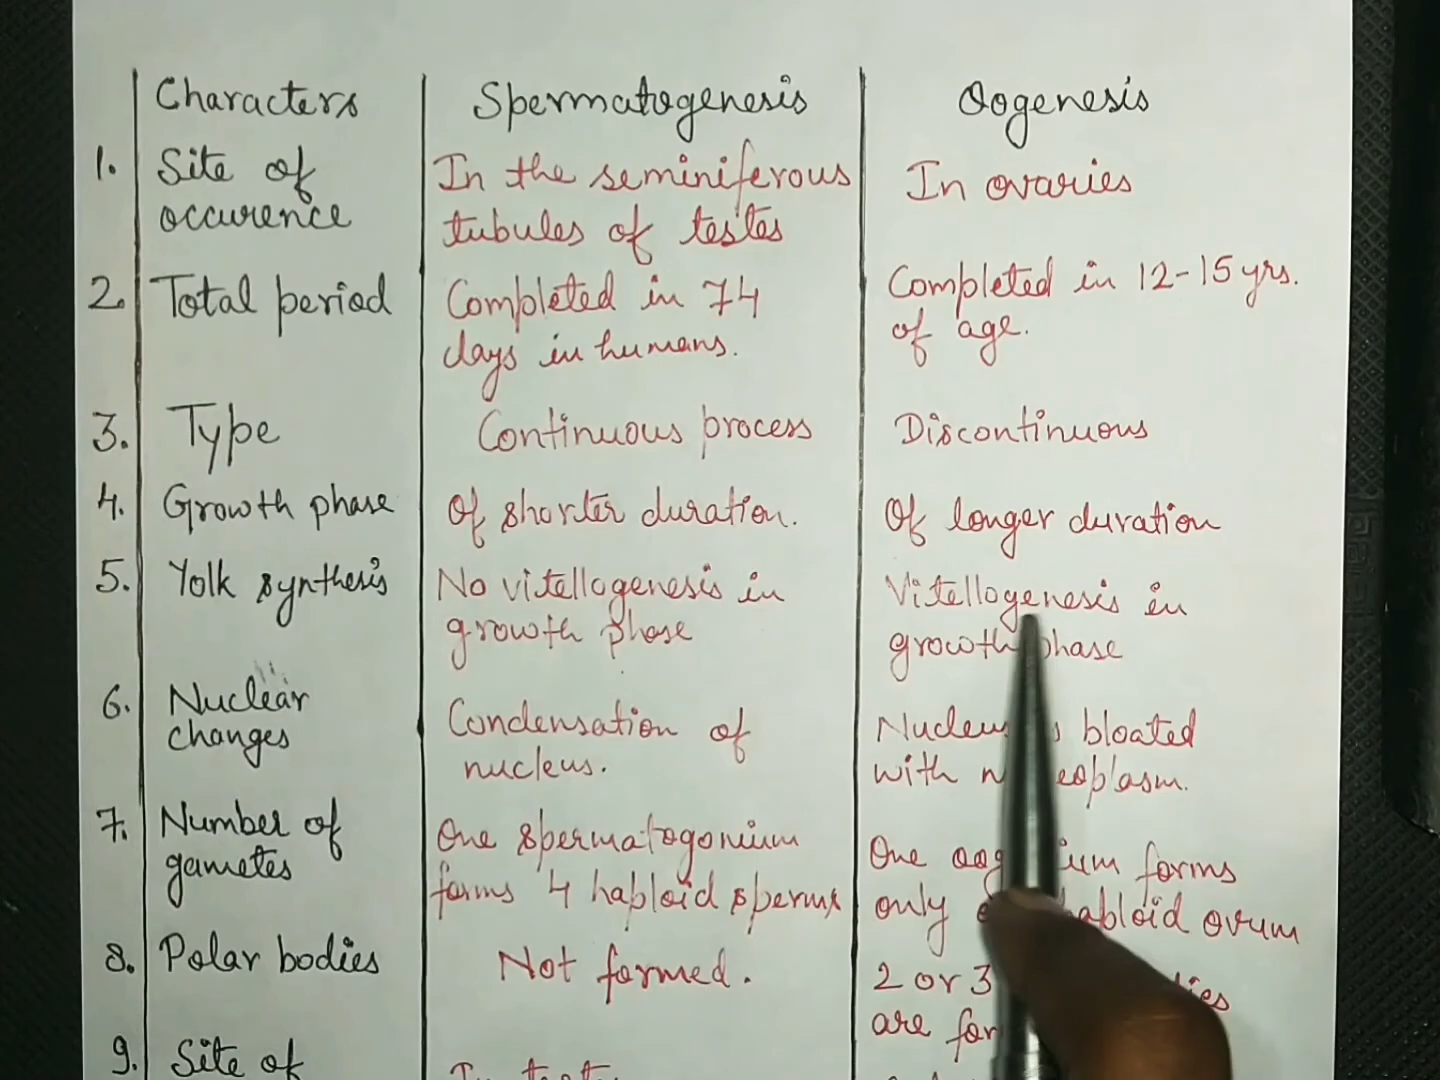 Characters Spermatogenesis Oogenesis
1. Site of occurence
In the seminiferous tubules of testes
In ovaries
2. Total period
Completed in 74 days in humans.
Completed in 12-15 yrs. of age.
3. Type
Continuous process
Discontinuous
4. Growth phase
Of shorter duration.
Of longer duration
5. Yolk synthesis
No vitellogenesis in growth phase
Vitellogenesis in growth phase
6. Nuclear changes
Condensation of nucleus.
bloated with
7. Number of gametes
One spermatogonium forms 4 haploid sperms
One forms only haploid ovum
8. Polar bodies
Not formed.
2 or 3 are
9. Site of
In